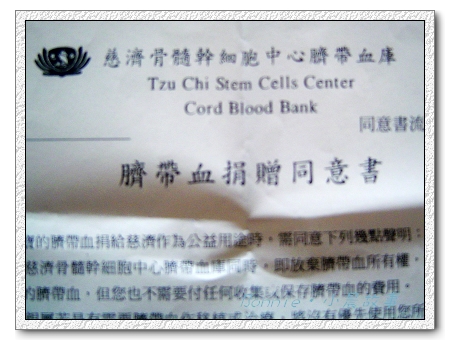 慈濟骨髓幹細胞中心臍帶血庫
Tzu Chi Stem Cells Center
Cord Blood Bank
同意書流
臍帶血捐贈同意書
的臍帶血捐給慈濟作為公益用途時，需同意下列幾點聲明：
慈濟骨髓幹細胞中心臍帶血庫時，即放棄臍帶血所有權，
的臍帶血，但您也不需要付任何收集以保存臍帶血的費用。